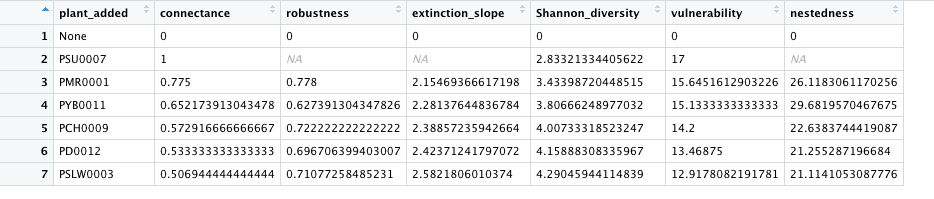 plant_added connectance robustness extinction_slope Shannon_diversity vulnerability nestedness
1 None 0 0 0 0 0 0
2 PSU0007 1 NA NA 2.83321334405622 17 NA
3 PMR0001 0.775 0.778 2.15469366617198 3.43398720448515 15.6451612903226 26.1183061170256
4 PYB0011 0.652173913043478 0.627391304347826 2.28137644836784 3.80666248977032 15.1333333333333 29.6819570467675
5 PCH0009 0.572916666666667 0.722222222222222 2.38857235942664 4.00733318523247 14.2 22.6383744419087
6 PD0012 0.533333333333333 0.696706399403007 2.42371241797072 4.15888308335967 13.46875 21.255287196684
7 PSLW0003 0.506944444444444 0.71077258485231 2.5821806010374 4.29045944114839 12.9178082191781 21.1141053087776